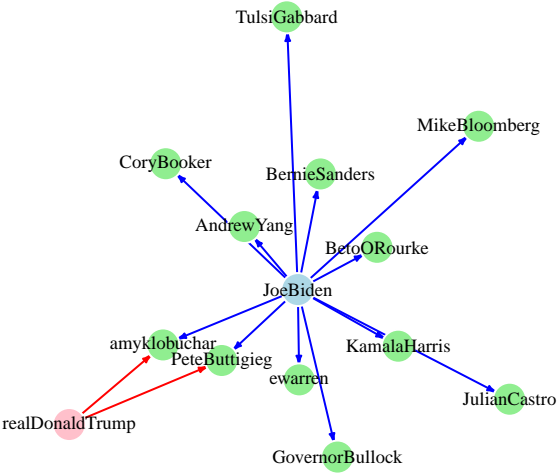 TulsiGabbard
MikeBloomberg
CoryBooker
BernieSanders
AndrewYang
BetoORourke
JoeBiden
amyklobuchar
KamalaHarris
PeteButtigieg
ewarren
JulianCastro
realDonaldTrump
GovernorBullock